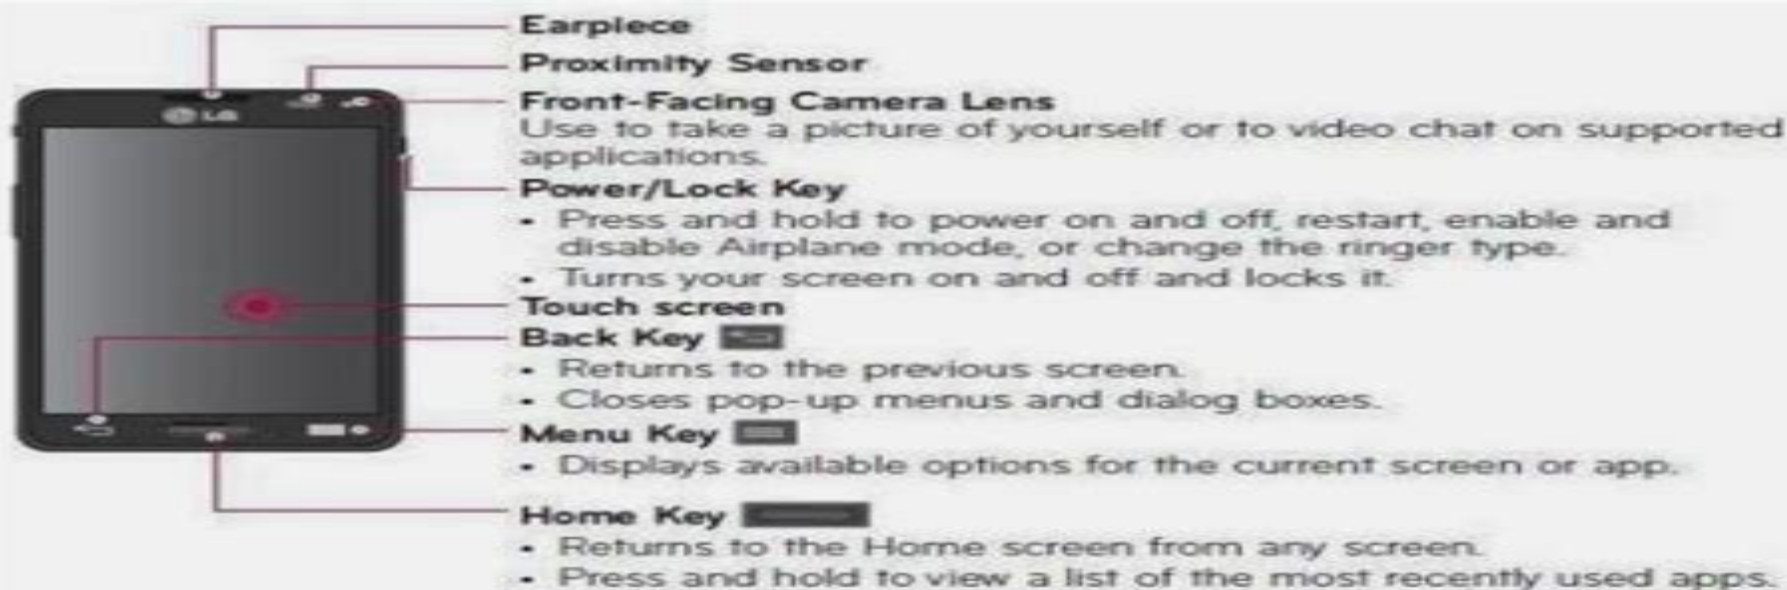 Earpiece
Proximity Sensor
Front-Facing Camera Lens
Use to take a picture of yourself or to video chat on supported
applications.
LG
Power/Lock Key
• Press and hold to power on and off, restart, enable and
disable Airplane mode, or change the ringer type.
• Turns your screen on and off and locks it.
Touch screen
Back Key
• Returns to the previous screen.
• Closes pop-up menus and dialog boxes.
Menu Key
• Displays available options for the current screen or app.
Home Key
• Returns to the Home screen from any screen.
• Press and hold to view a list of the most recently used apps.